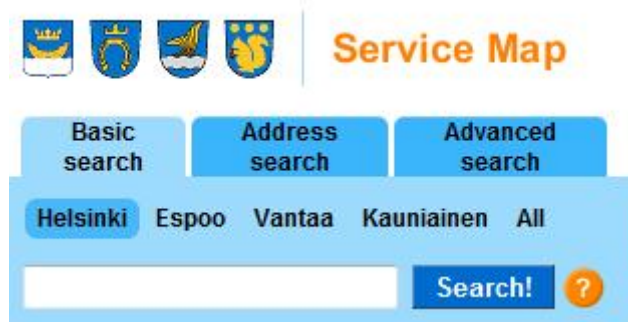 Service Map
Basic search
Address search
Advanced search
Helsinki Espoo Vantaa Kauniainen All
Search! ?